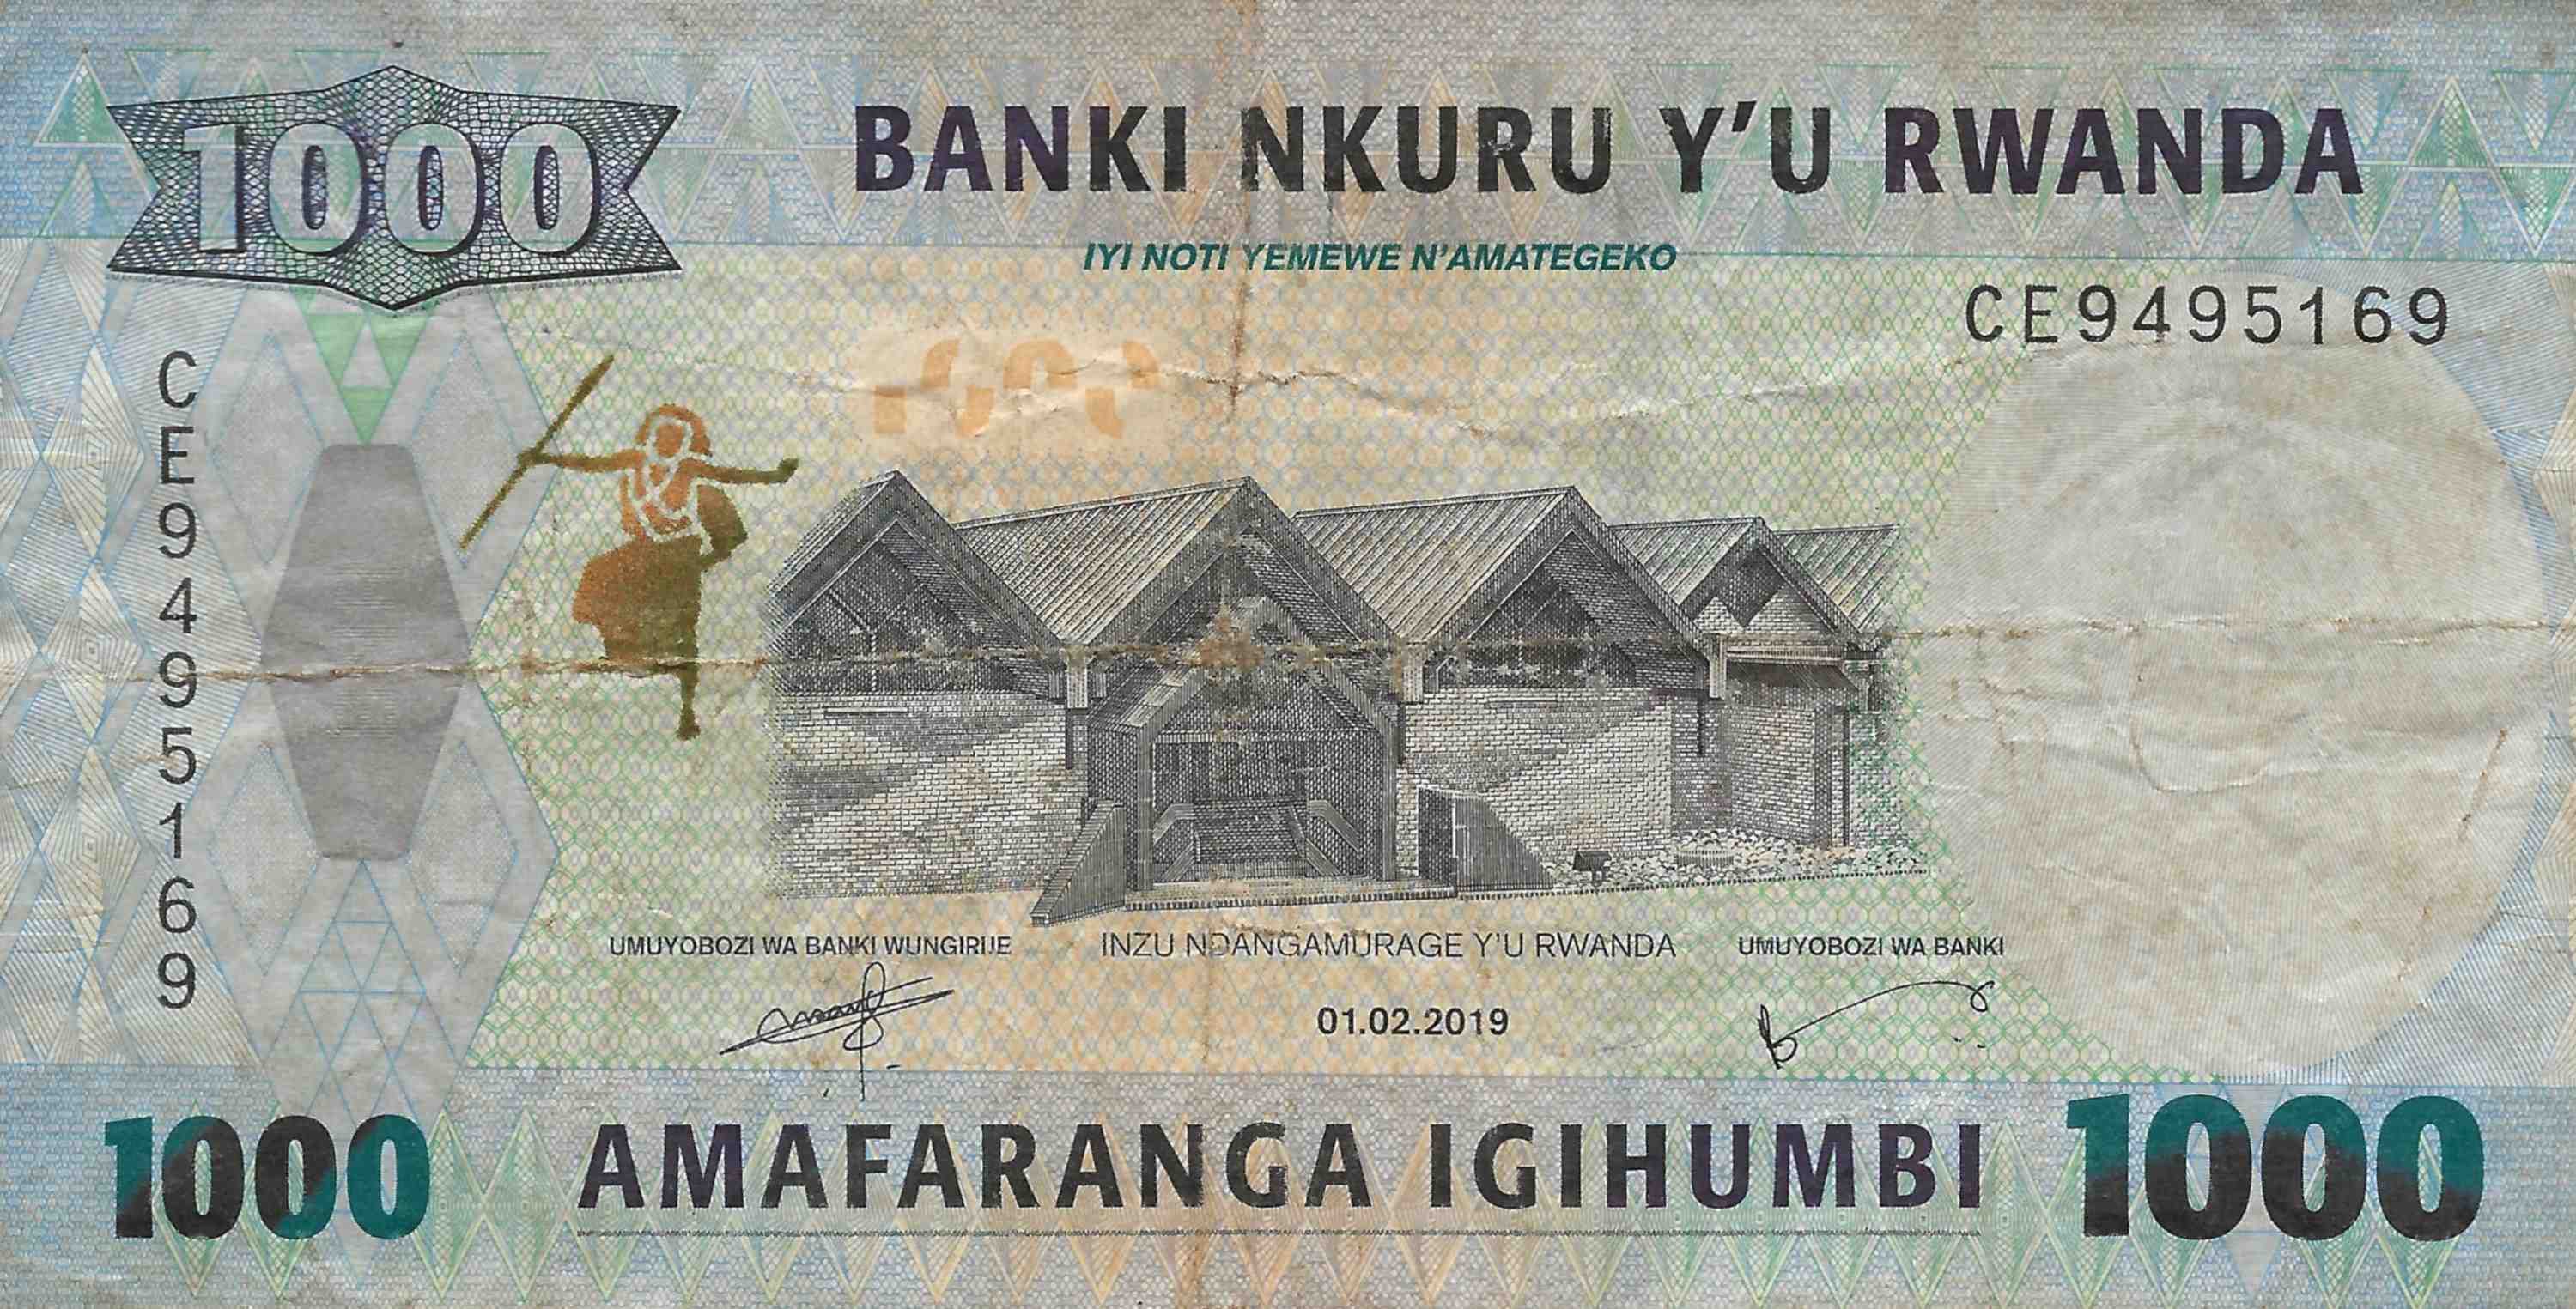 1000
BANKI NKURU Y'U RWANDA
IYI NOTI YEMEWE N'AMATEGEKO
CE9495169
CE9495169
UMUYOBOZI WA BANKI WUNGIRIJE
INZU NDANGAMURAGE Y'U RWANDA
UMUYOBOZI WA BANKI
01.02.2019
1000
AMAFARANGA IGIHUMBI
1000